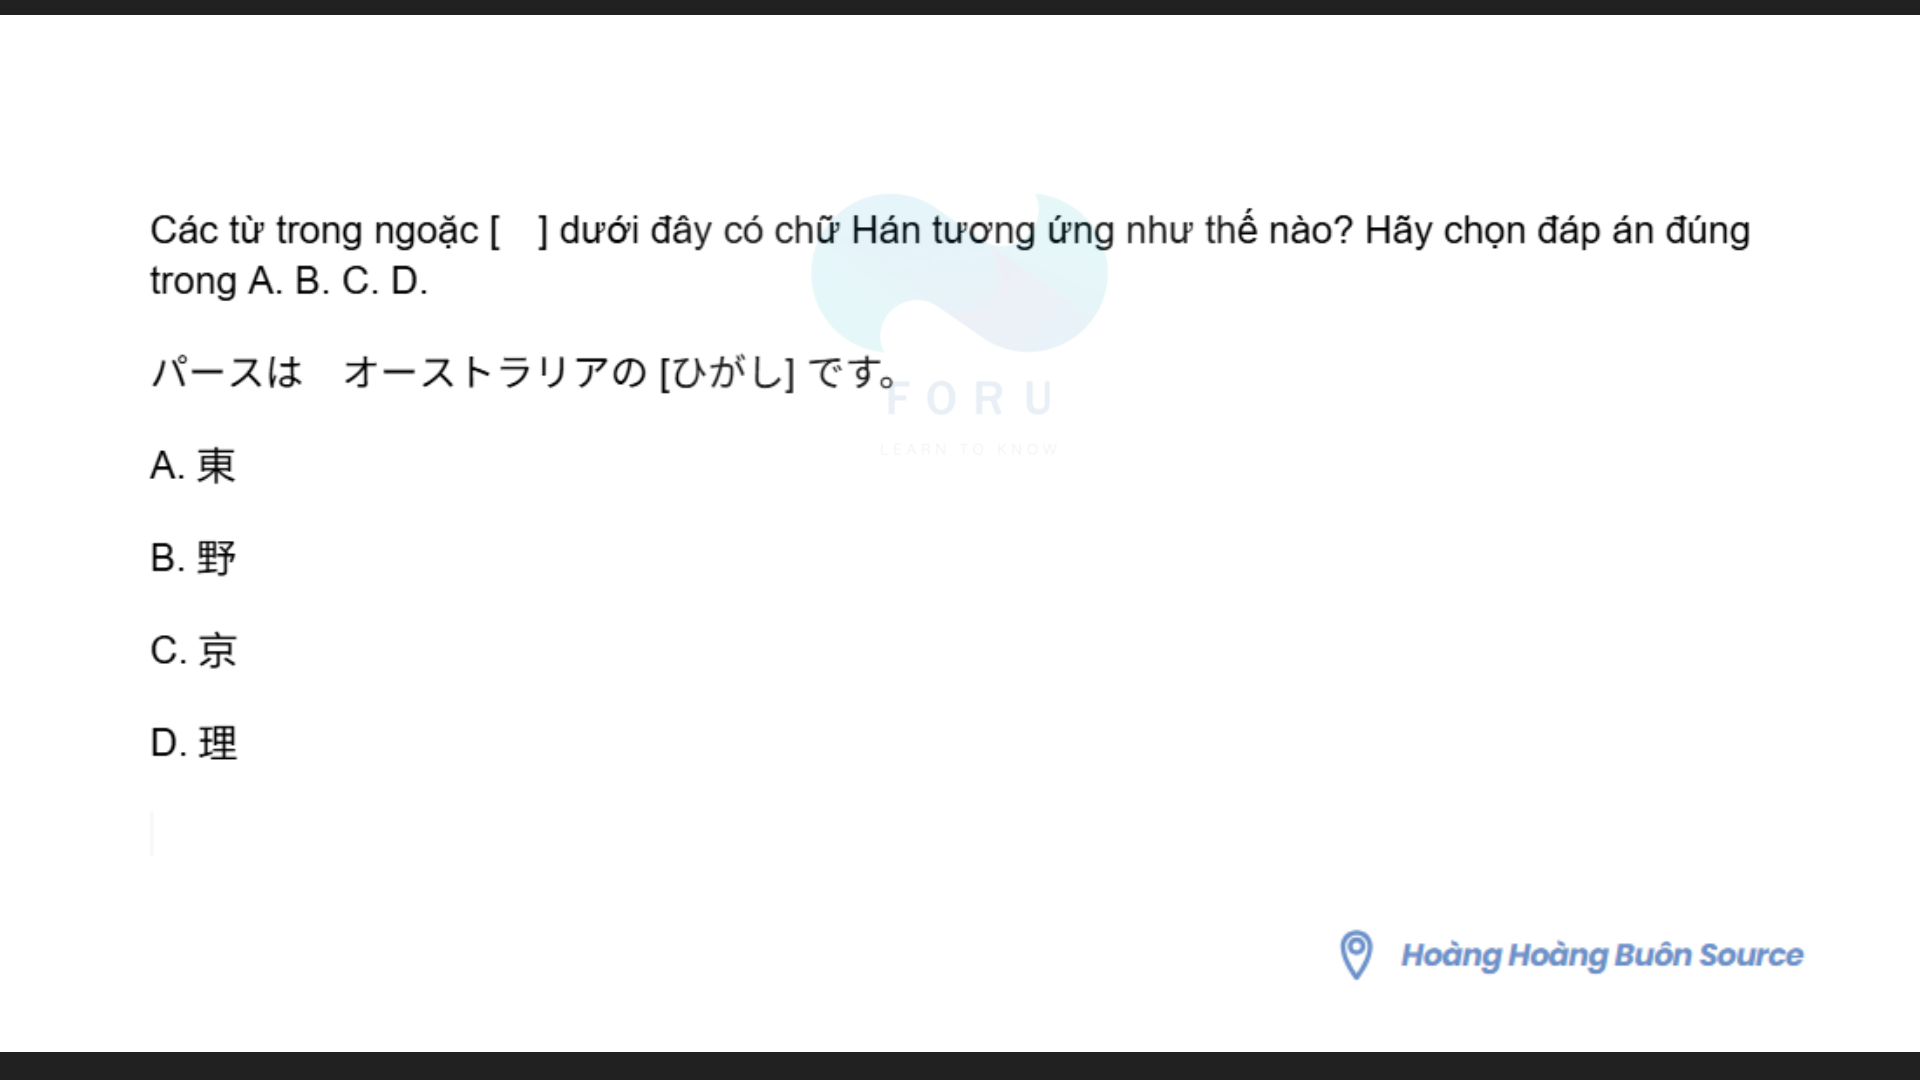 Các từ trong ngoặc [　] dưới đây có chữ Hán tương ứng như thế nào? Hãy chọn đáp án đúng
trong A. B. C. D.
パースは　オーストラリアの [ひがし] です。
FORU
LEARN TO KNOW
A. 東
B. 野
C. 京
D. 理
Hoàng Hoàng Buôn Source